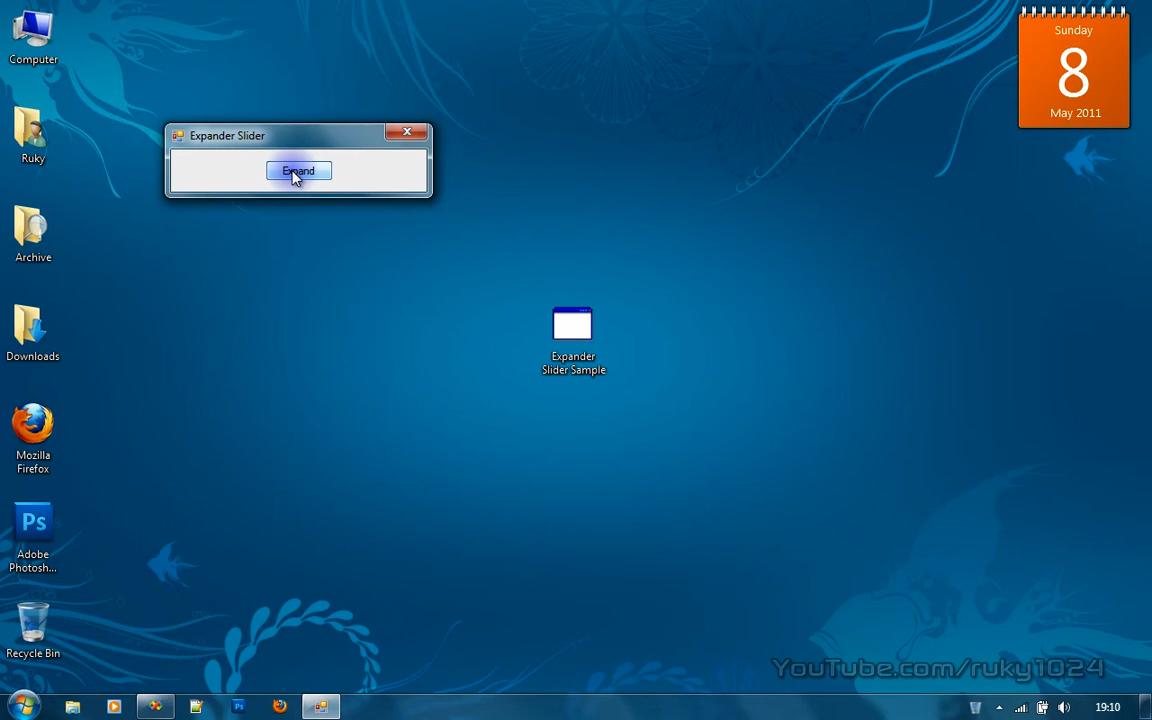 Computer
Ruky
Archive
Downloads
Mozilla
Firefox
Ps
Adobe
Photosh...
Recycle Bin
Expander Slider
Expand
Expander
Slider Sample
Sunday
8
May 2011
YouTube.com/ruky1024
Ps
19:10